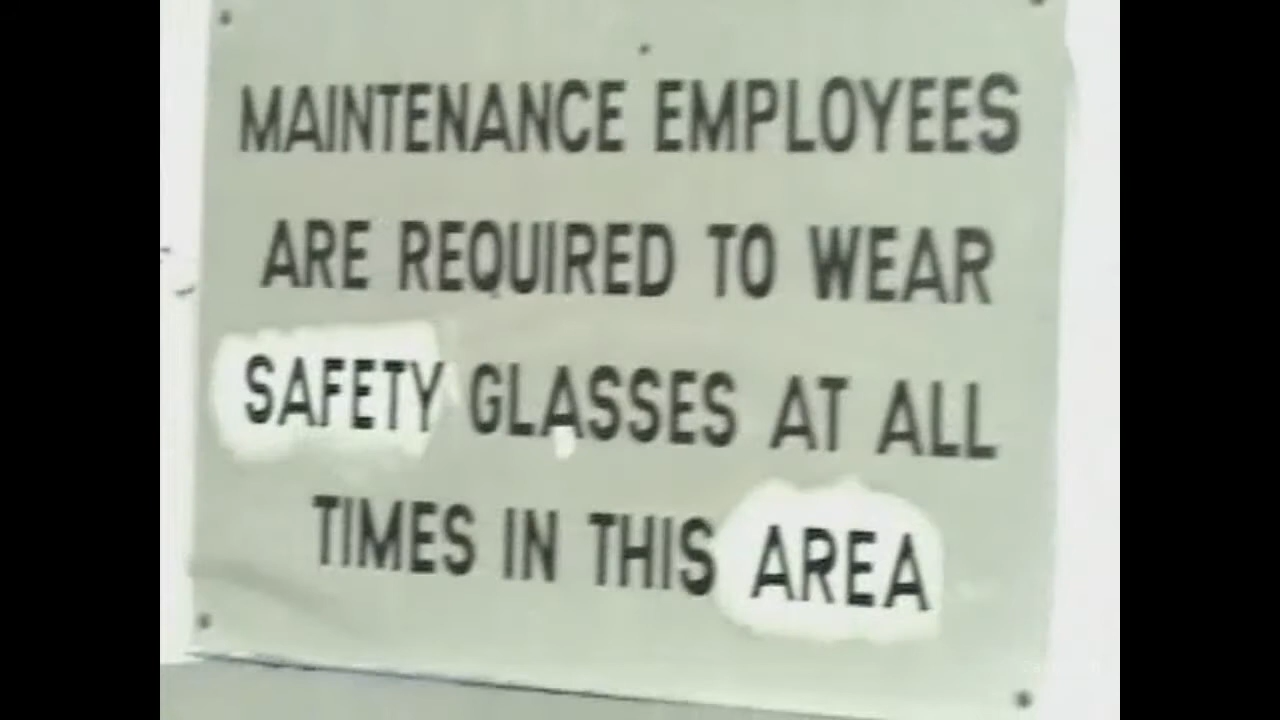 MAINTENANCE EMPLOYEES
ARE REQUIRED TO WEAR
SAFETY GLASSES AT ALL
TIMES IN THIS AREA